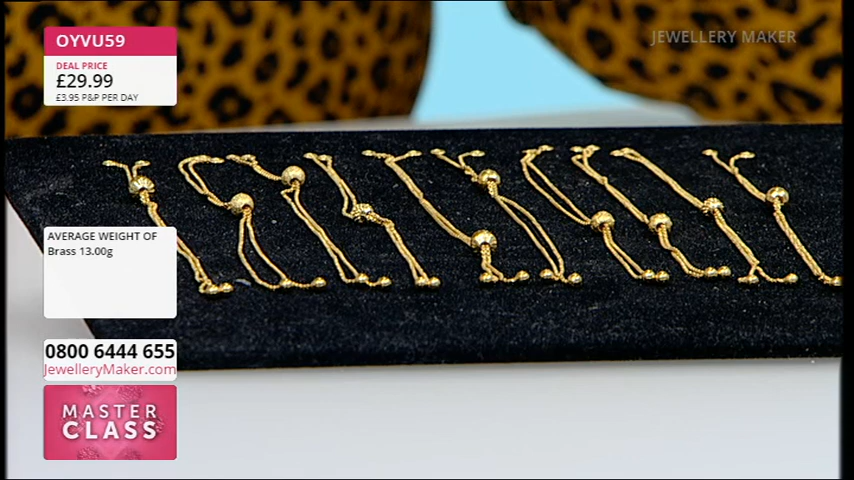 OYVU59
DEAL PRICE
£29.99
£3.95 P&P PER DAY
JEWELLERY MAKER
AVERAGE WEIGHT OF
Brass 13.00g
0800 6444 655
JewelleryMaker.com
MASTER
CLASS